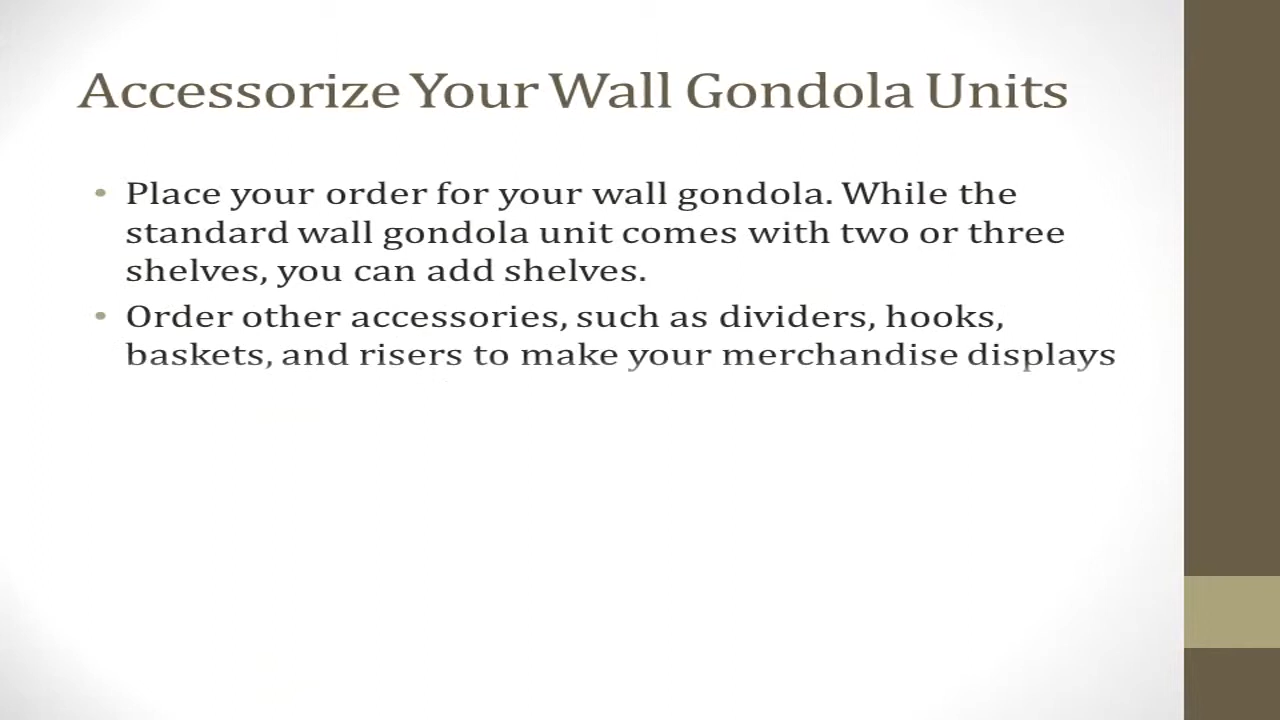 Accessorize Your Wall Gondola Units
• Place your order for your wall gondola. While the
standard wall gondola unit comes with two or three
shelves, you can add shelves.
• Order other accessories, such as dividers, hooks,
baskets, and risers to make your merchandise displays